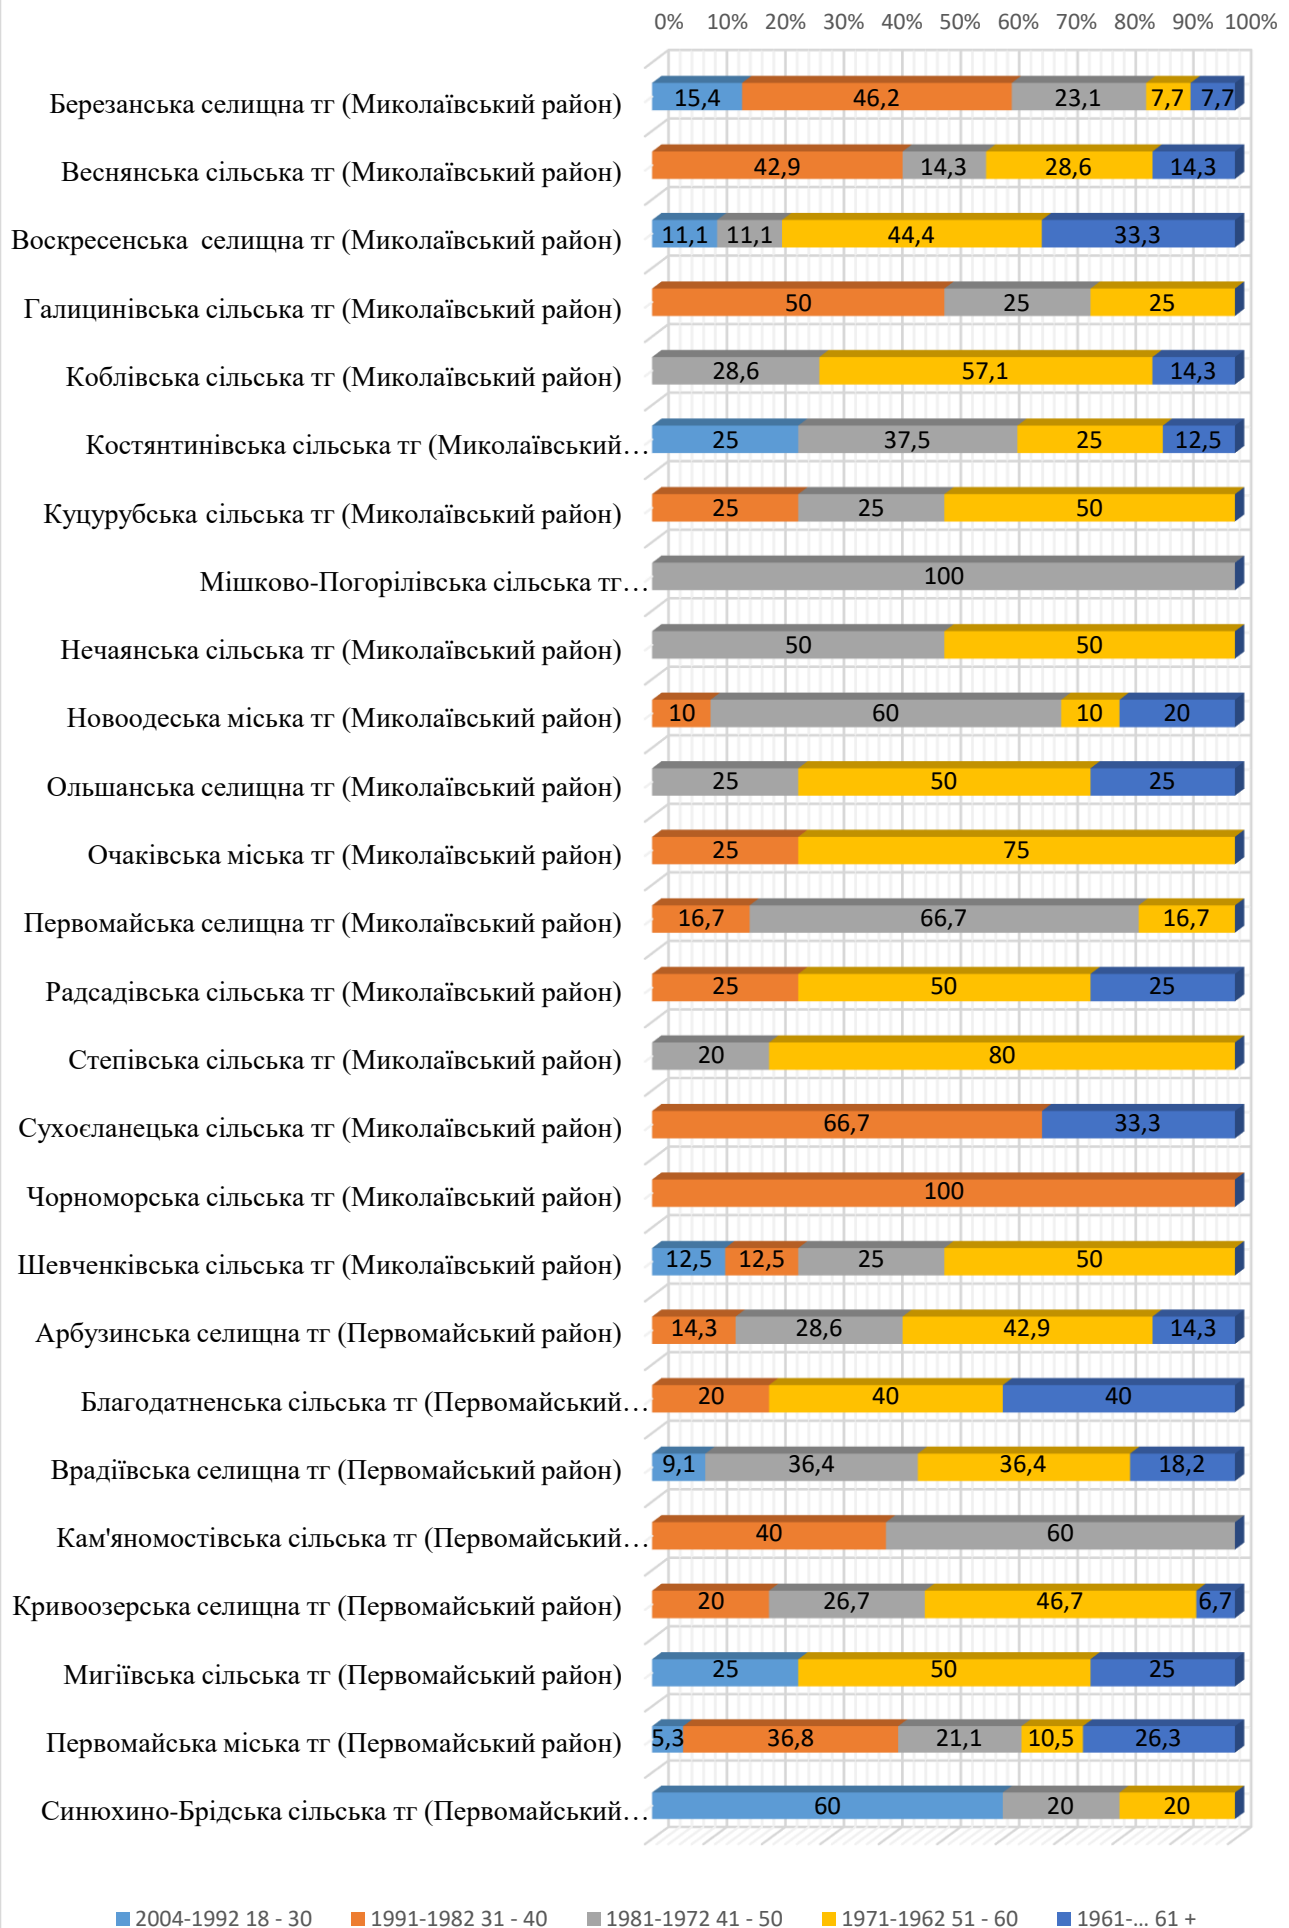 0% 10% 20% 30% 40% 50% 60% 70% 80% 90% 100%
Березанська селищна тг (Миколаївський район) 15,4 46,2 23,1 7,7 7,7
Веснянська сільська тг (Миколаївський район) 42,9 14,3 28,6 14,3
Воскресенська селищна тг (Миколаївський район) 11,1 11,1 44,4 33,3
Галицинівська сільська тг (Миколаївський район) 50 25 25
Коблівська сільська тг (Миколаївський район) 28,6 57,1 14,3
Костянтинівська сільська тг (Миколаївський… 25 37,5 25 12,5
Куцурубська сільська тг (Миколаївський район) 25 25 50
Мішково-Погорілівська сільська тг… 100
Нечаянська сільська тг (Миколаївський район) 50 50
Новоодеська міська тг (Миколаївський район) 10 60 10 20
Ольшанська селищна тг (Миколаївський район) 25 50 25
Очаківська міська тг (Миколаївський район) 25 75
Первомайська селищна тг (Миколаївський район) 16,7 66,7 16,7
Радсадівська сільська тг (Миколаївський район) 25 50 25
Степівська сільська тг (Миколаївський район) 20 80
Сухоєланецька сільська тг (Миколаївський район) 66,7 33,3
Чорноморська сільська тг (Миколаївський район) 100
Шевченківська сільська тг (Миколаївський район) 12,5 12,5 25 50
Арбузинська селищна тг (Первомайський район) 14,3 28,6 42,9 14,3
Благодатненська сільська тг (Первомайський… 20 40 40
Врадіївська селищна тг (Первомайський район) 9,1 36,4 36,4 18,2
Кам'яномостівська сільська тг (Первомайський… 40 60
Кривоозерська селищна тг (Первомайський район) 20 26,7 46,7 6,7
Мигіївська сільська тг (Первомайський район) 25 50 25
Первомайська міська тг (Первомайський район) 5,3 36,8 21,1 10,5 26,3
Синюхино-Брідська сільська тг (Первомайський… 60 20 20
2004-1992 18 - 30 1991-1982 31 - 40 1981-1972 41 - 50 1971-1962 51 - 60 1961-... 61 +